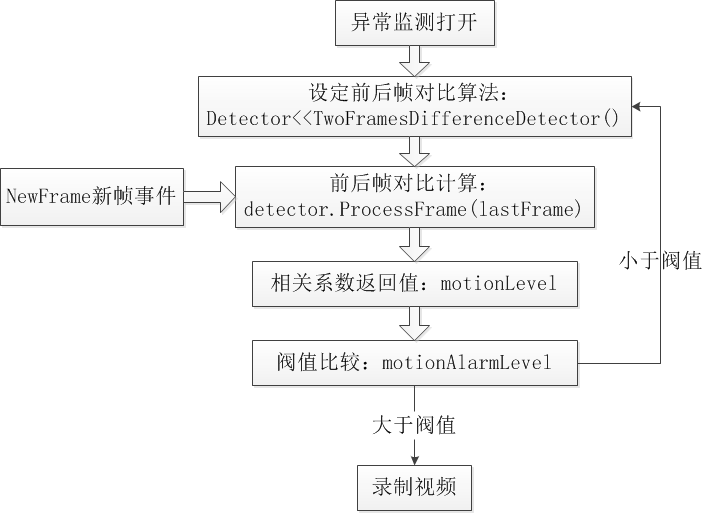 异常监测打开
设定前后帧对比算法：
Detector<<TwoFramesDifferenceDetector()
NewFrame新帧事件
前后帧对比计算：
detector.ProcessFrame(lastFrame)
小于阀值
相关系数返回值：motionLevel
阀值比较：motionAlarmLevel
大于阀值
录制视频